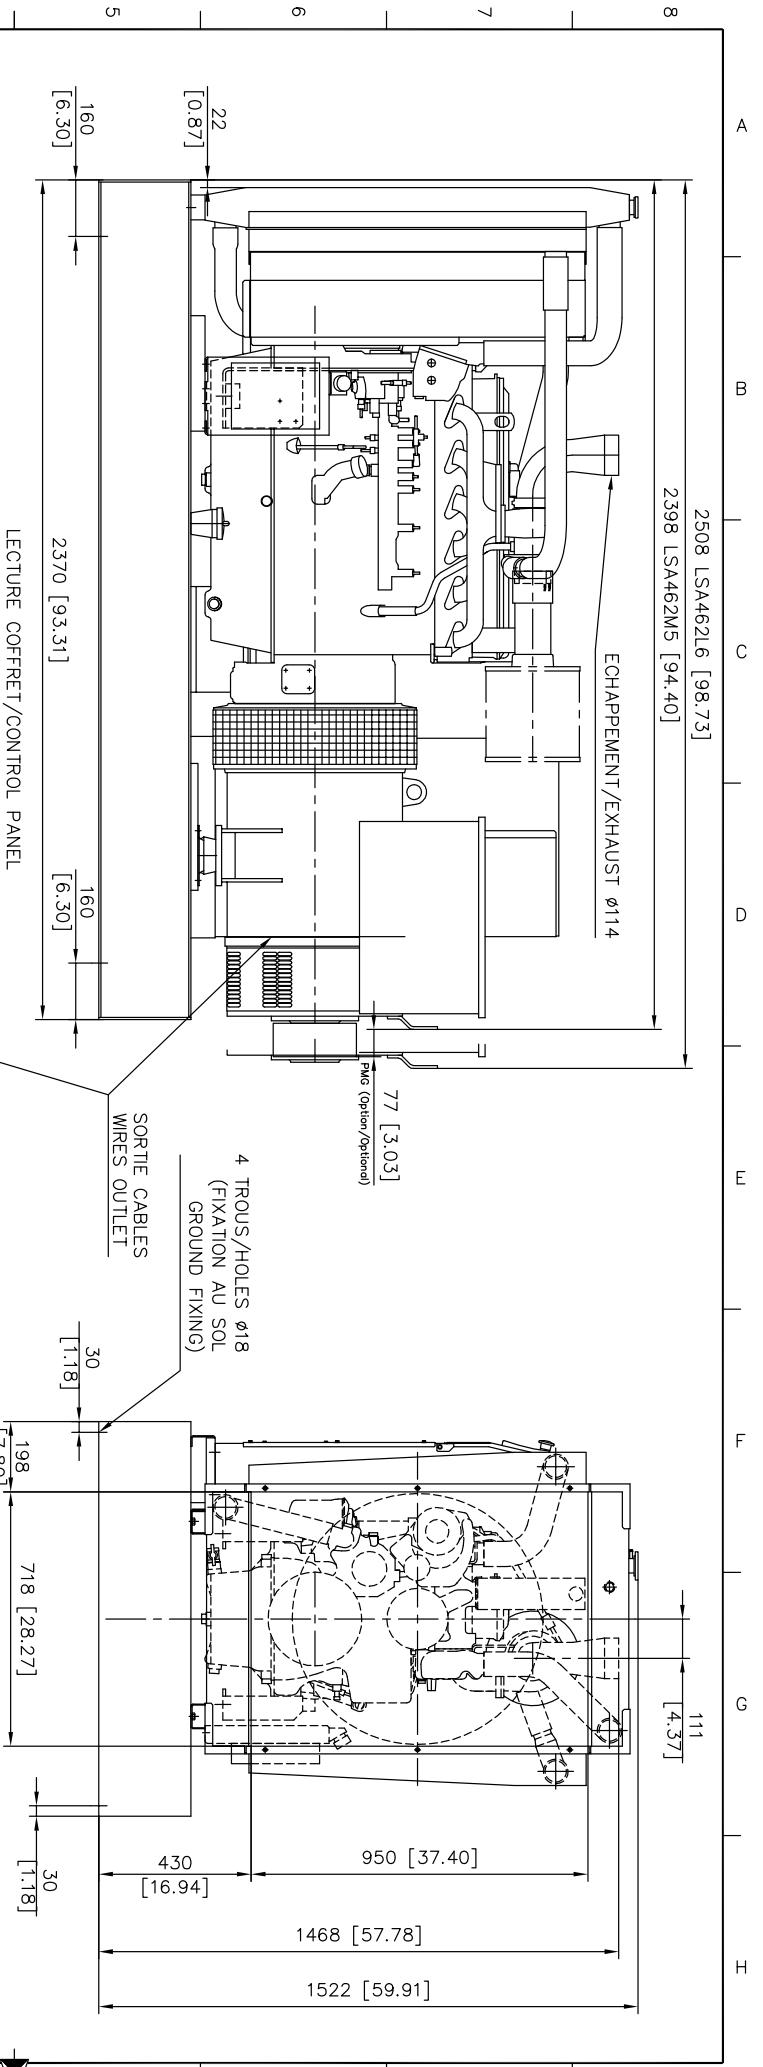 5
6
7
8
A
B
C
D
E
F
G
H
2508 LSA462L6 [98.73]
2398 LSA462M5 [94.40]
ECHAPPEMENT/EXHAUST ø114
22
[0.87]
160
[6.30]
2370 [93.31]
160
[6.30]
LECTURE COFFRET/CONTROL PANEL
77 [3.03]
PMG (Option/Optional)
SORTIE CABLES
WIRES OUTLET
4 TROUS/HOLES ø18
(FIXATION AU SOL
GROUND FIXING)
30
[1.18]
198
718 [28.27]
111
[4.37]
30
[1.18]
430
[16.94]
950 [37.40]
1468 [57.78]
1522 [59.91]